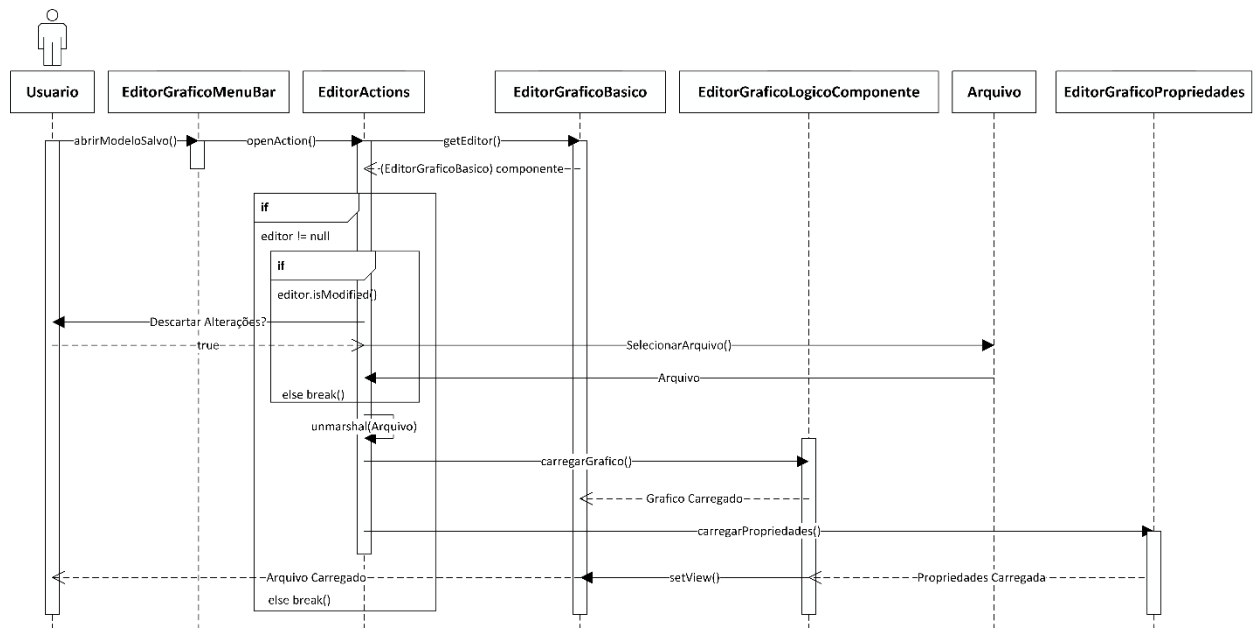 Usuario
EditorGraficoMenuBar
EditorActions
EditorGraficoBasico
EditorGraficoLogicoComponente
Arquivo
EditorGraficoPropriedades
abrirModeloSalvo()
openAction()
getEditor()
(EditorGraficoBasico) componente
if
editor != null
if
editor.isModified()
Descartar Alterações?
true
SelecionarArquivo()
Arquivo
else break()
unmarshal(Arquivo)
carregarGrafico()
Grafico Carregado
carregarPropriedades()
Arquivo Carregado
setView()
Propriedades Carregada
else break()